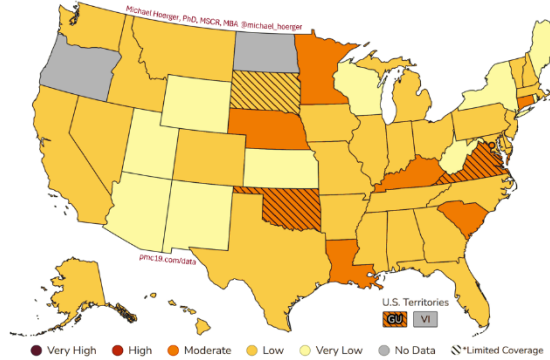 Michael Hoerger, PhD, MSCR, MBA @michael_hoerger
pmc19.com/data
U.S. Territories
GU
VI
Very High
High
Moderate
Low
Very Low
No Data
*Limited Coverage